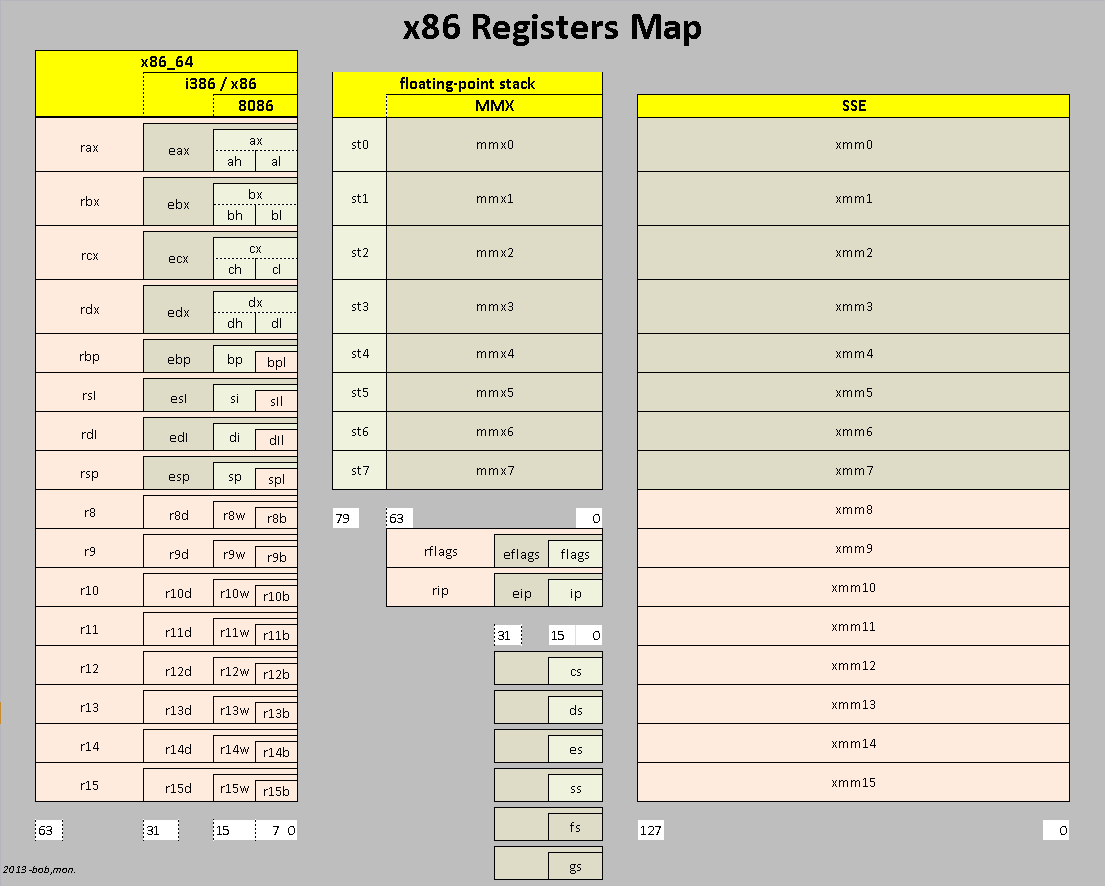 x86 Registers Map
x86_64
i386 / x86
8086
rax eax ax
ah al
rbx ebx bx
bh bl
rcx ecx cx
ch cl
rdx edx dx
dh dl
rbp ebp bp bpl
rsI esI si sII
rdI edI di dII
rsp esp sp spl
r8 r8d r8w r8b
r9 r9d r9w r9b
r10 r10d r10w r10b
r11 r11d r11w r11b
r12 r12d r12w r12b
r13 r13d r13w r13b
r14 r14d r14w r14b
r15 r15d r15w r15b
63 31 15 7 0
floating-point stack
MMX
st0 mmx0
st1 mmx1
st2 mmx2
st3 mmx3
st4 mmx4
st5 mmx5
st6 mmx6
st7 mmx7
79 63 0
rflags eflags flags
rip eip ip
31 15 0
cs
ds
es
ss
fs
gs
SSE
xmm0
xmm1
xmm2
xmm3
xmm4
xmm5
xmm6
xmm7
xmm8
xmm9
xmm10
xmm11
xmm12
xmm13
xmm14
xmm15
127 0
2013 -bob,mon.